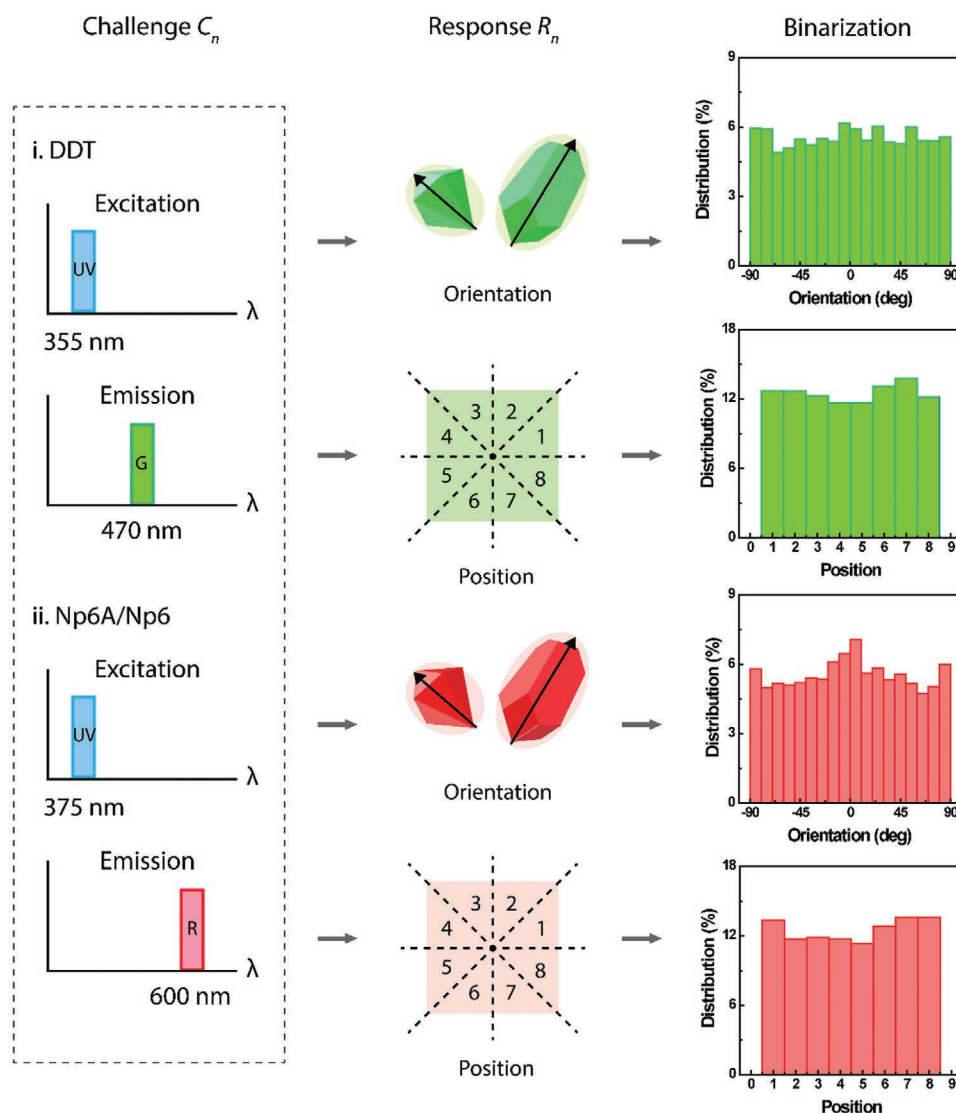 Challenge Cₙ
Response Rₙ
Binarization
i. DDT
Excitation
UV
λ
355 nm
Orientation
Distribution (%)
9
6
3
0
-90 -45 0 45 90
Orientation (deg)
Emission
G
λ
470 nm
3 2
4 1
5 8
6 7
Position
Distribution (%)
18
12
6
0
0 1 2 3 4 5 6 7 8 9
Position
ii. Np6A/Np6
Excitation
UV
λ
375 nm
Orientation
Distribution (%)
9
6
3
0
-90 -45 0 45 90
Orientation (deg)
Emission
R
λ
600 nm
3 2
4 1
5 8
6 7
Position
Distribution (%)
18
12
6
0
0 1 2 3 4 5 6 7 8 9
Position